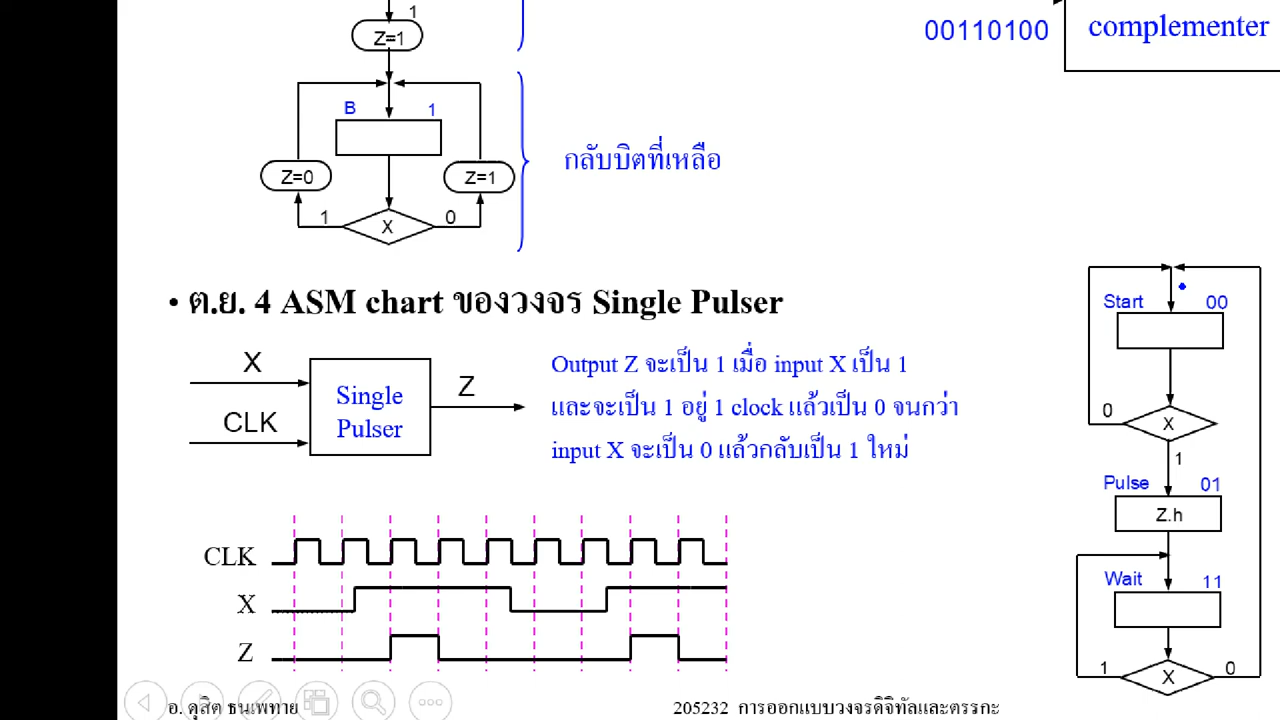 1
Z=1
00110100
complementer
B 1
กลับบิตที่เหลือ
Z=0
Z=1
1 X 0
• ต.ย. 4 ASM chart ของวงจร Single Pulser
X
CLK
Single
Pulser
Z
Output Z จะเป็น 1 เมื่อ input X เป็น 1
และจะเป็น 1 อยู่ 1 clock แล้วเป็น 0 จนกว่า
input X จะเป็น 0 แล้วกลับเป็น 1 ใหม่
Start 00
0 X
1
Pulse 01
Z.h
Wait 11
1 X 0
CLK
X
Z
อ. ดุสิต ธนเพทาย
205232 การออกแบบวงจรดิจิทัลและตรรกะ